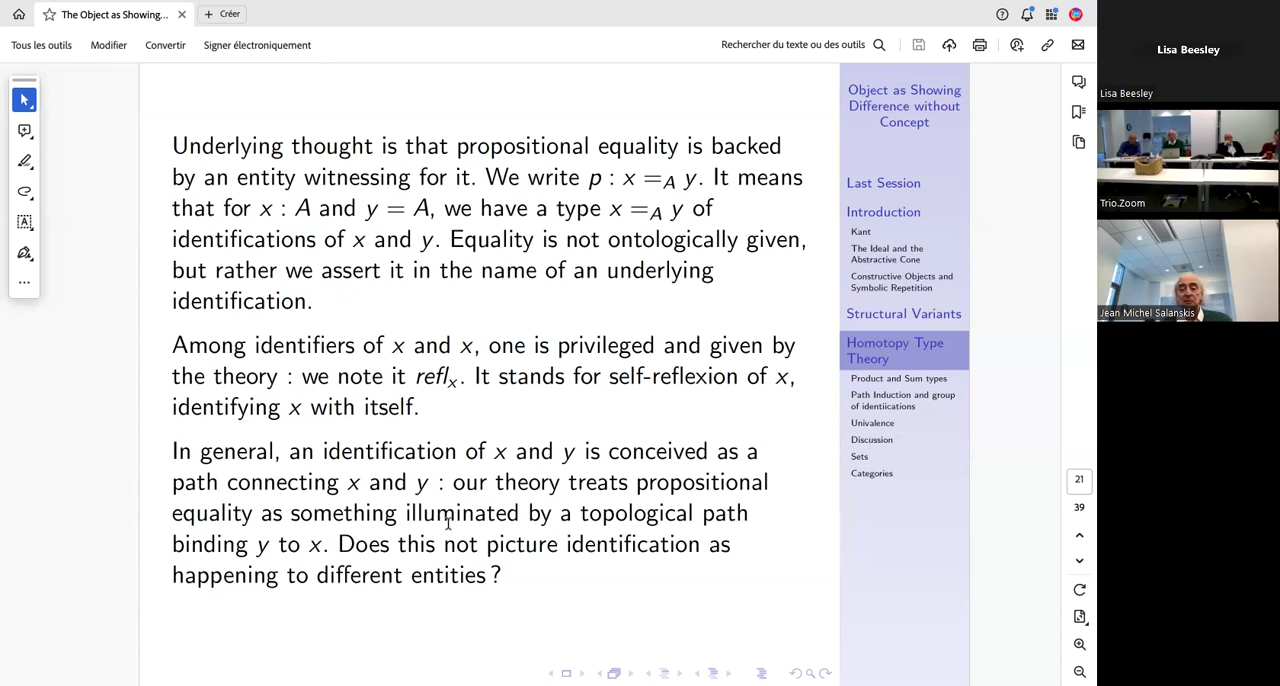 The Object as Showing...
Créer
Tous les outils
Modifier
Convertir
Signer électroniquement
Rechercher du texte ou des outils
Underlying thought is that propositional equality is backed
by an entity witnessing for it. We write p : x =A y. It means
that for x : A and y = A, we have a type x =A y of
identifications of x and y. Equality is not ontologically given,
but rather we assert it in the name of an underlying
identification.
Among identifiers of x and x, one is privileged and given by
the theory : we note it reflx. It stands for self-reflexion of x,
identifying x with itself.
In general, an identification of x and y is conceived as a
path connecting x and y : our theory treats propositional
equality as something illuminated by a topological path
binding y to x. Does this not picture identification as
happening to different entities ?
Object as Showing
Difference without
Concept
Last Session
Introduction
Kant
The Ideal and the
Abstractive Cone
Constructive Objects and
Symbolic Repetition
Structural Variants
Homotopy Type
Theory
Product and Sum types
Path Induction and group
of identiications
Univalence
Discussion
Sets
Categories
21
39
Lisa Beesley
Lisa Beesley
Trio.Zoom
Jean Michel Salanskis